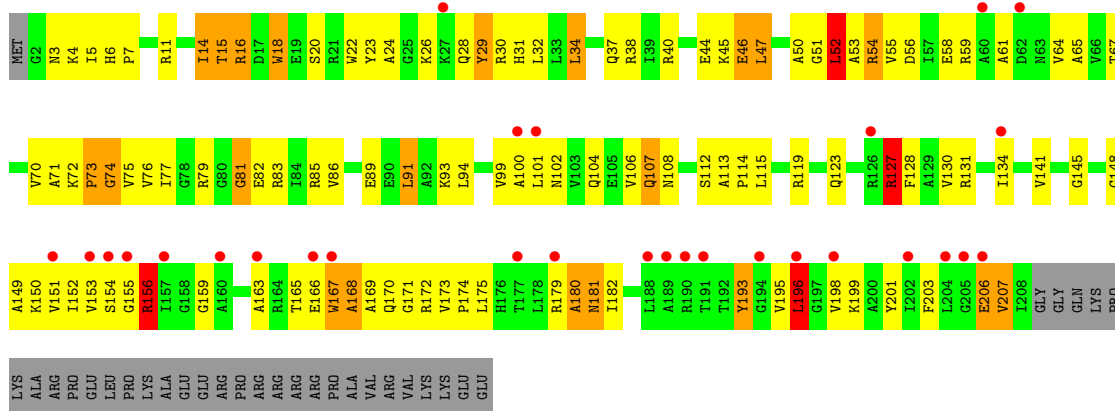 MET G2 N3 K4 I5 H6 P7 R11 I14 T15 R16 D17 W18 E19 S20 R21 W22 Y23 A24 G25 K26 K27 Q28 Y29 R30 H31 L32 L33 L34 Q37 R38 I39 R40 E44 K45 E46 L47 A50 G51 L52 A53 R54 V55 D56 I57 E58 R59 A60 A61 D62 N63 V64 A65 V66 T67
V70 A71 K72 P73 G74 V75 V76 I77 G78 R79 G80 G81 E82 R83 I84 R85 V86 E89 E90 L91 A92 K93 L94 V99 A100 L101 N102 V103 Q104 E105 V106 Q107 N108 S112 A113 P114 L115 R119 Q123 R126 R127 F128 A129 V130 R131 I134 V141 G145 G148
A149 K150 V151 I152 V153 S154 G155 R156 I157 G158 G159 A160 A163 R164 T165 E166 W167 A168 A169 Q170 G171 R172 V173 P174 L175 H176 T177 L178 R179 A180 N181 I182 L188 A189 R190 T191 T192 Y193 G194 V195 L196 G197 V198 K199 A200 Y201 I202 F203 L204 G205 E206 V207 I208 GLY GLY GLN LYS PRO
LYS ALA ARG PRO GLU LEU PRO LYS ALA GLU GLU ARG PRO ARG ARG ARG ARG PRO ALA VAL ARG VAL LYS LYS GLU GLU